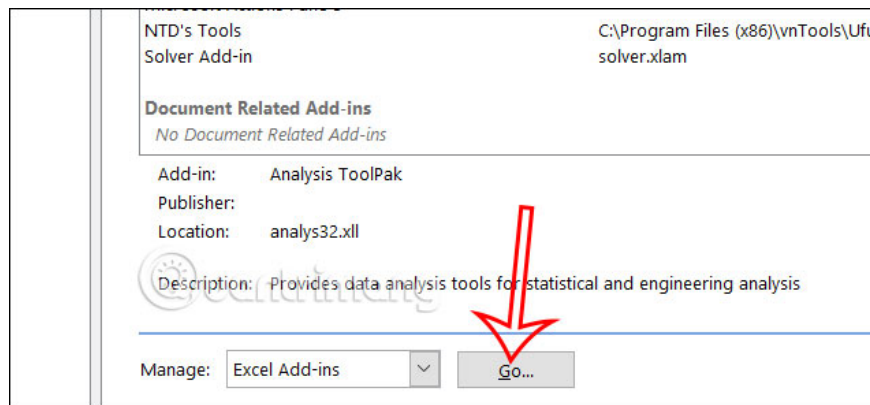 NTD's Tools C:\Program Files (x86)\vnTools\Ufu
Solver Add-in solver.xlam
Document Related Add-ins
No Document Related Add-ins
Add-in: Analysis ToolPak
Publisher:
Location: analys32.xll
Description: Provides data analysis tools for statistical and engineering analysis
quantrimang
Manage: Excel Add-ins Go...